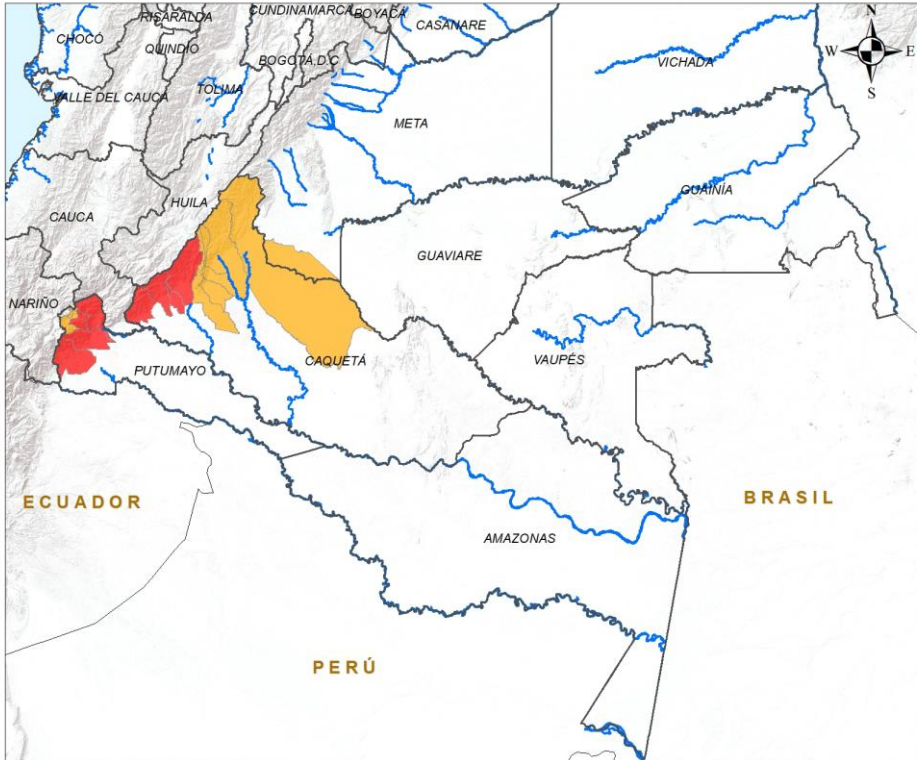 CUNDINAMARCA
BOYACÁ
RISARALDA
CASANARE
N
CHOCÓ
QUINDIO
W
E
BOGOTÁ D.C
VICHADA
TOLIMA
S
VALLE DEL CAUCA
META
GUAINÍA
HUILA
CAUCA
GUAVIARE
NARIÑO
CAQUETÁ
VAUPÉS
PUTUMAYO
ECUADOR
BRASIL
AMAZONAS
PERÚ